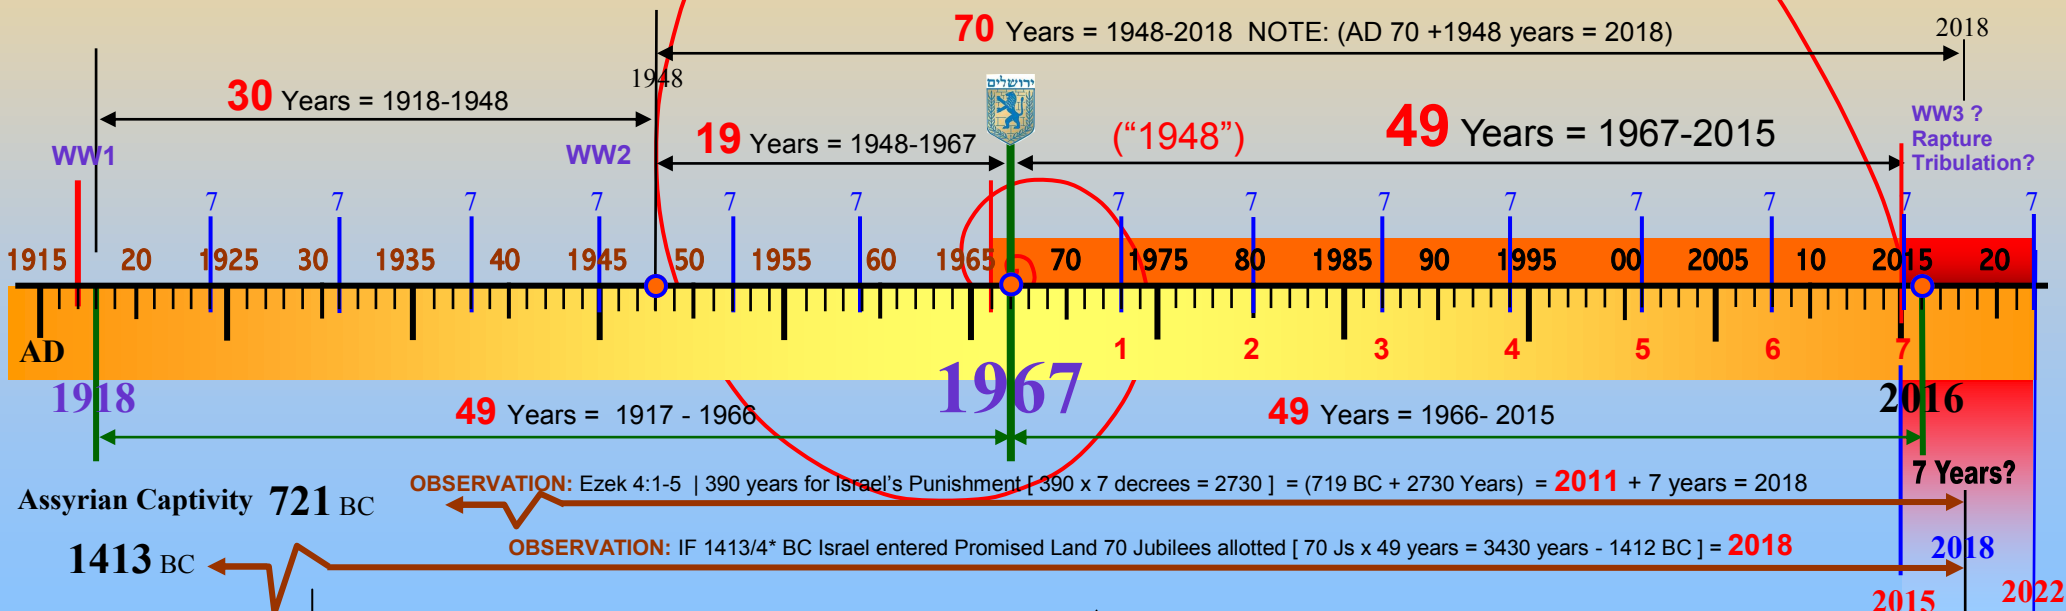 70 Years = 1948-2018 NOTE: (AD 70 +1948 years = 2018)
2018
1948
30 Years = 1918-1948
ירושלים
19 Years = 1948-1967
("1948")
49 Years = 1967-2015
WW3 ?
Rapture
Tribulation?
WW1
WW2
7 7 7 7 7 7 7 7 7 7 7 7 7 7
1915 20 1925 30 1935 40 1945 50 1955 60 1965 70 1975 80 1985 90 1995 00 2005 10 2015 20
AD
1 2 3 4 5 6 7
1918
1967
2016
49 Years = 1917 - 1966
49 Years = 1966- 2015
7 Years?
Assyrian Captivity 721 BC
OBSERVATION: Ezek 4:1-5 | 390 years for Israel's Punishment [ 390 x 7 decrees = 2730 ] = (719 BC + 2730 Years) = 2011 + 7 years = 2018
1413 BC
OBSERVATION: IF 1413/4* BC Israel entered Promised Land 70 Jubilees allotted [ 70 Js x 49 years = 3430 years - 1412 BC ] = 2018
2018
2015
2022